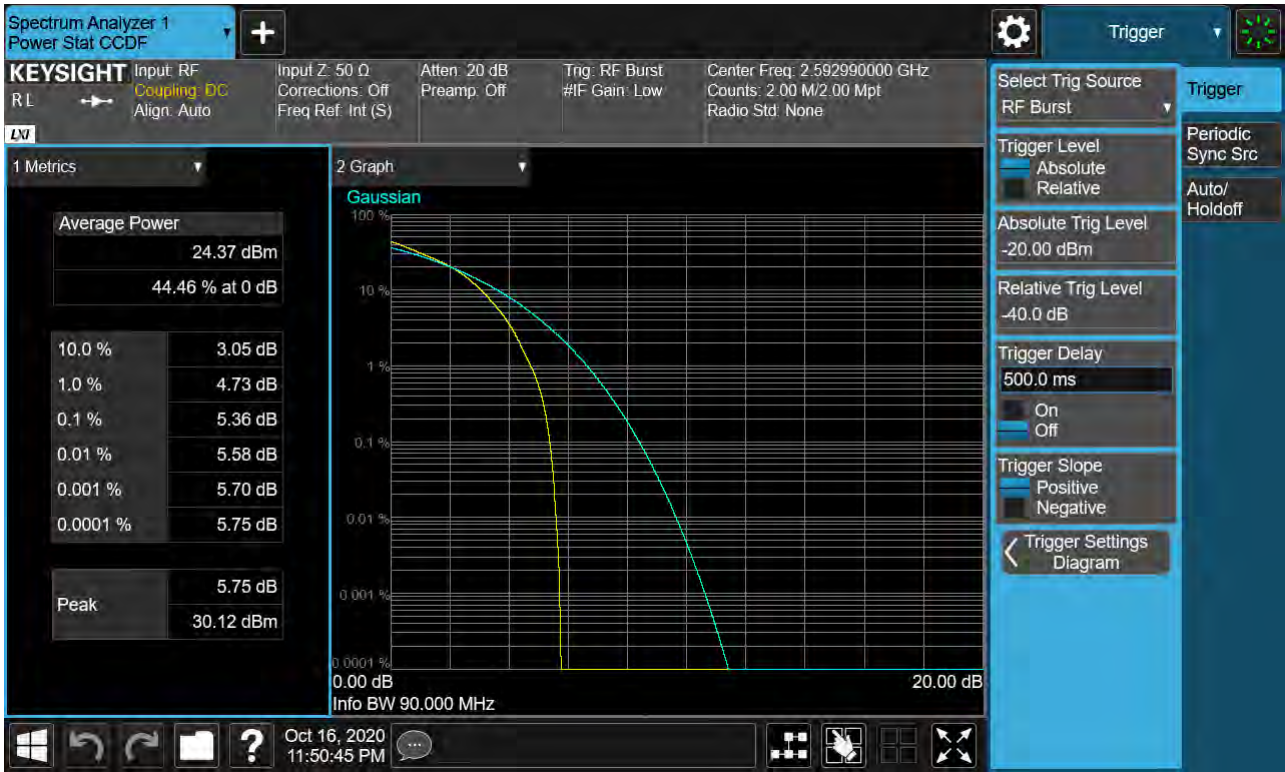 Spectrum Analyzer 1
Power Stat CCDF
Trigger
KEYSIGHT
RL
LXI
Input: RF
Coupling: DC
Align: Auto
Input Z: 50 Ω
Corrections: Off
Freq Ref: Int (S)
Atten: 20 dB
Preamp: Off
Trig: RF Burst
#IF Gain: Low
Center Freq: 2.592990000 GHz
Counts: 2.00 M/2.00 Mpt
Radio Std: None
1 Metrics
Average Power
24.37 dBm
44.46 % at 0 dB
10.0 % 3.05 dB
1.0 % 4.73 dB
0.1 % 5.36 dB
0.01 % 5.58 dB
0.001 % 5.70 dB
0.0001 % 5.75 dB
Peak
5.75 dB
30.12 dBm
2 Graph
Gaussian
100 %
10 %
1 %
0.1 %
0.01 %
0.001 %
0.0001 %
0.00 dB 20.00 dB
Info BW 90.000 MHz
Select Trig Source
RF Burst
Trigger Level
Absolute
Relative
Absolute Trig Level
-20.00 dBm
Relative Trig Level
-40.0 dB
Trigger Delay
500.0 ms
On
Off
Trigger Slope
Positive
Negative
Trigger Settings
Diagram
Trigger
Periodic
Sync Src
Auto/
Holdoff
?
Oct 16, 2020
11:50:45 PM